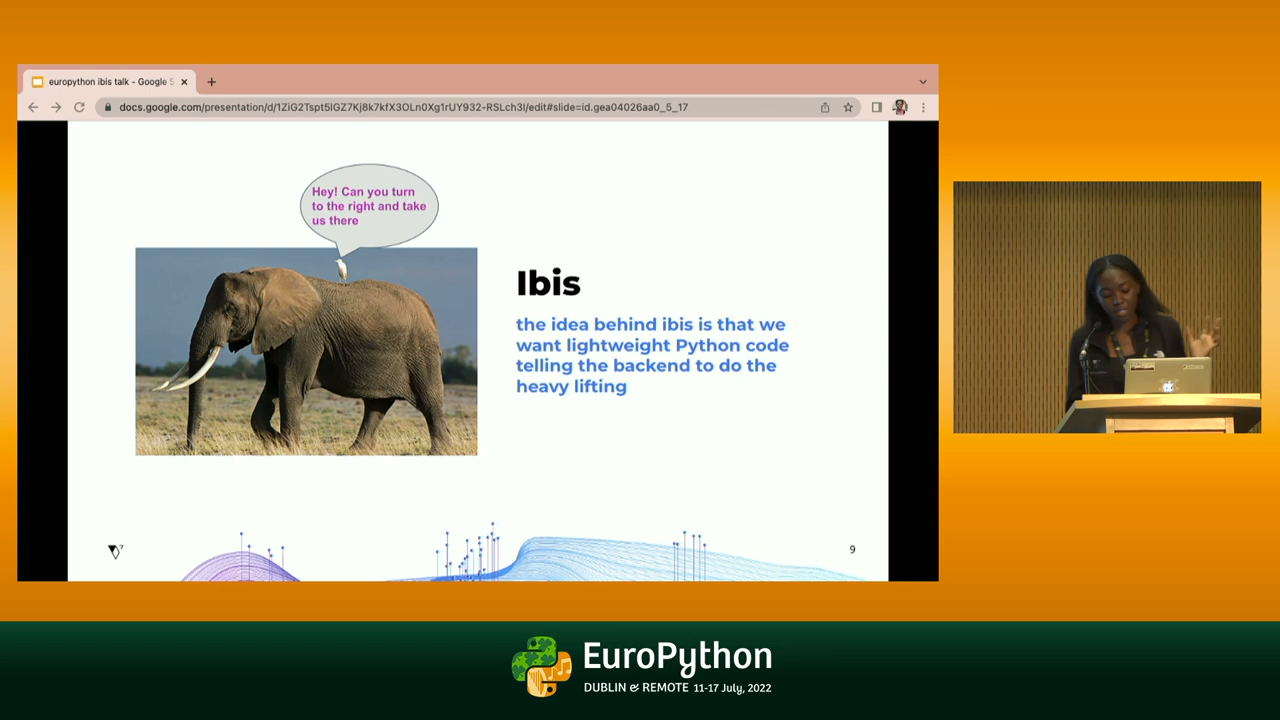 europython ibis talk - Google S
docs.google.com/presentation/d/1ZiG2Tspt5IGZ7Kj8k7kfX3OLn0Xg1rUY932-RSLch3I/edit#slide=id.gea04026aa0_5_17
Hey! Can you turn
to the right and take
us there
Ibis
the idea behind ibis is that we
want lightweight Python code
telling the backend to do the
heavy lifting
9
EuroPython
DUBLIN & REMOTE 11-17 July, 2022